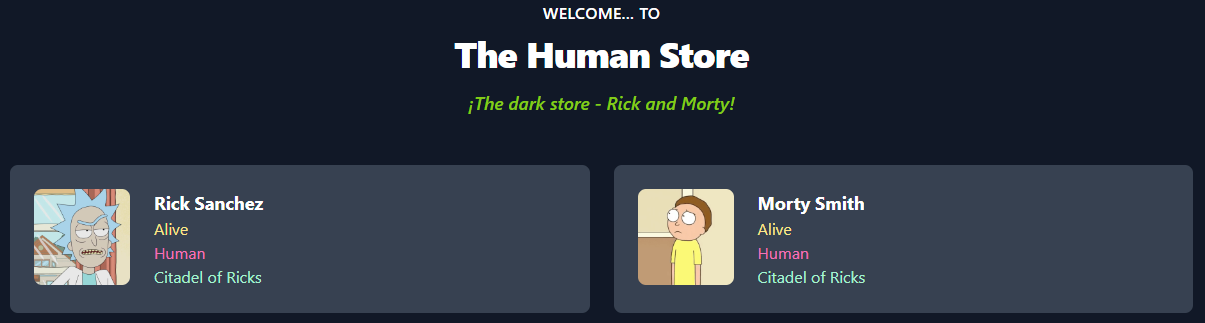 WELCOME... TO
The Human Store
¡The dark store - Rick and Morty!
Rick Sanchez
Alive
Human
Citadel of Ricks
Morty Smith
Alive
Human
Citadel of Ricks